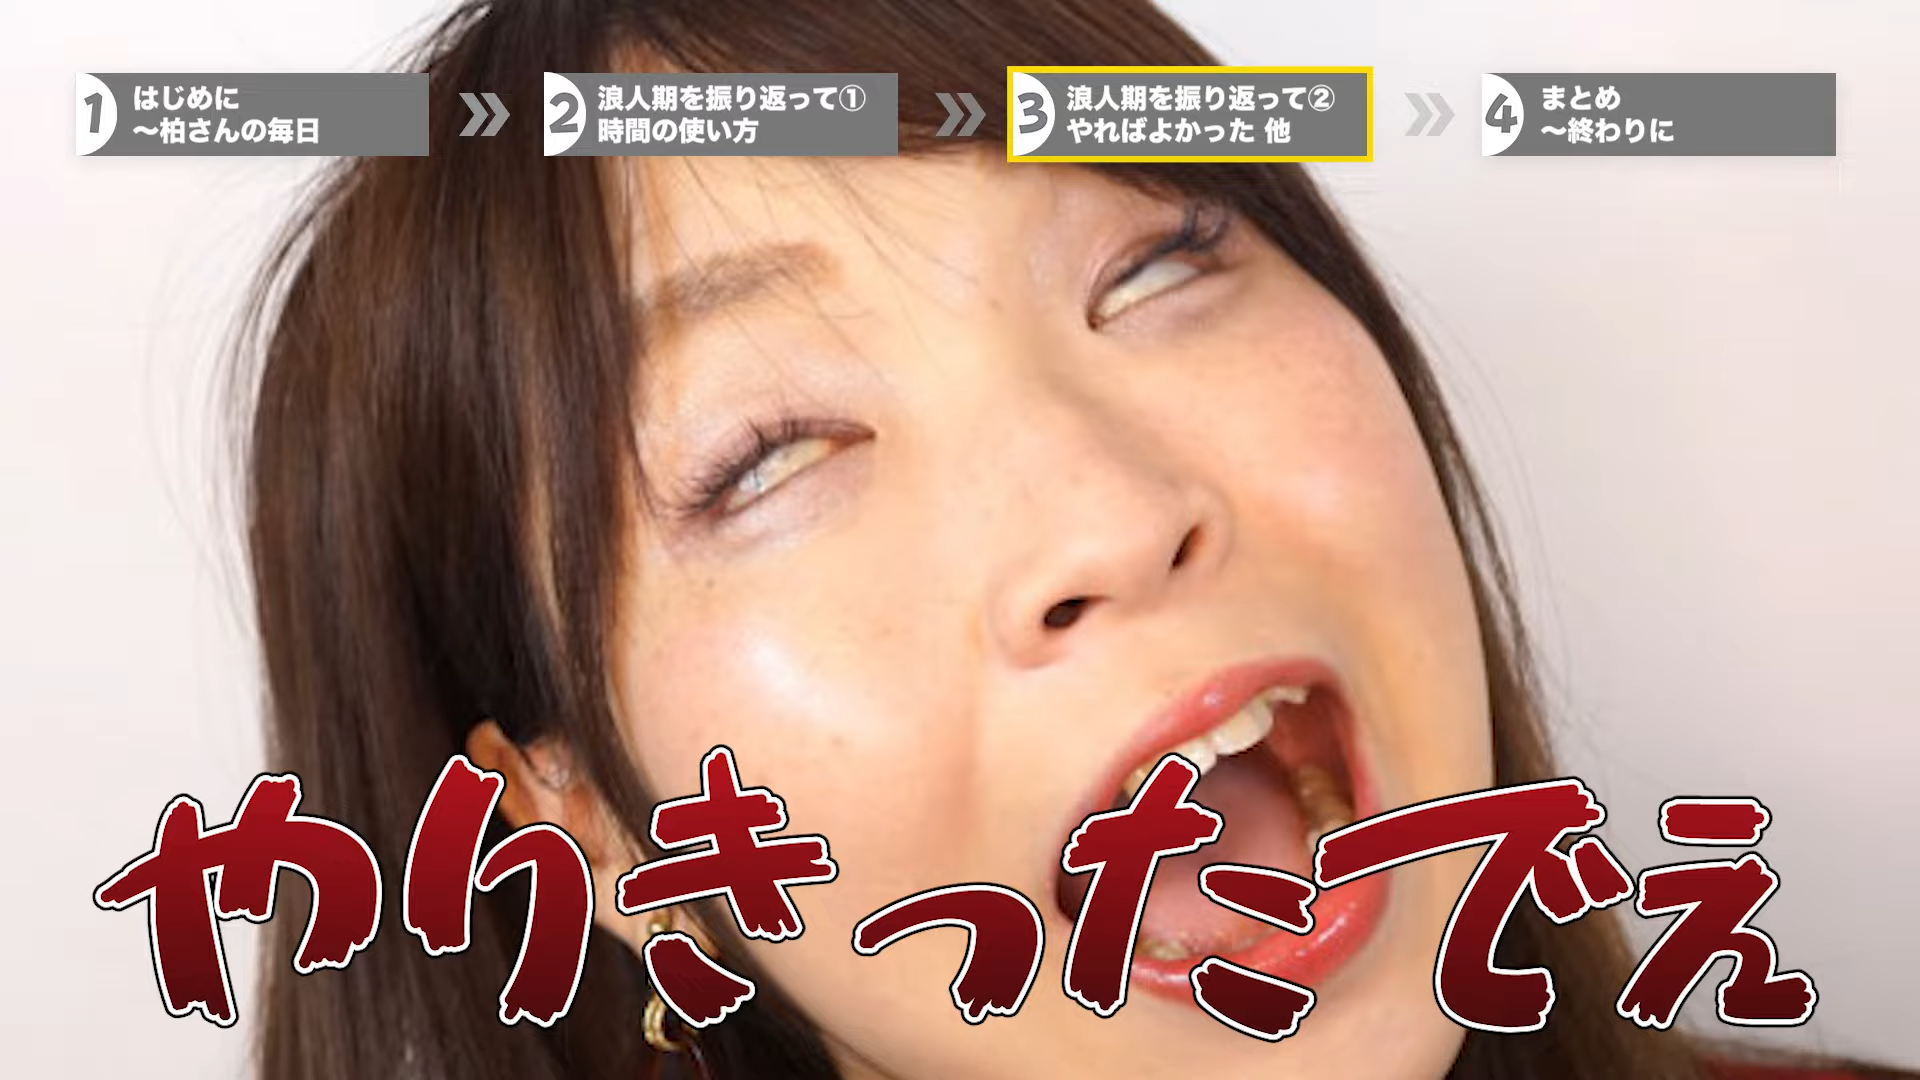 1
はじめに
〜柏さんの毎日
2
浪人期を振り返って①
時間の使い方
3
浪人期を振り返って②
やればよかった 他
4
まとめ
〜終わりに
やりきったでぇ